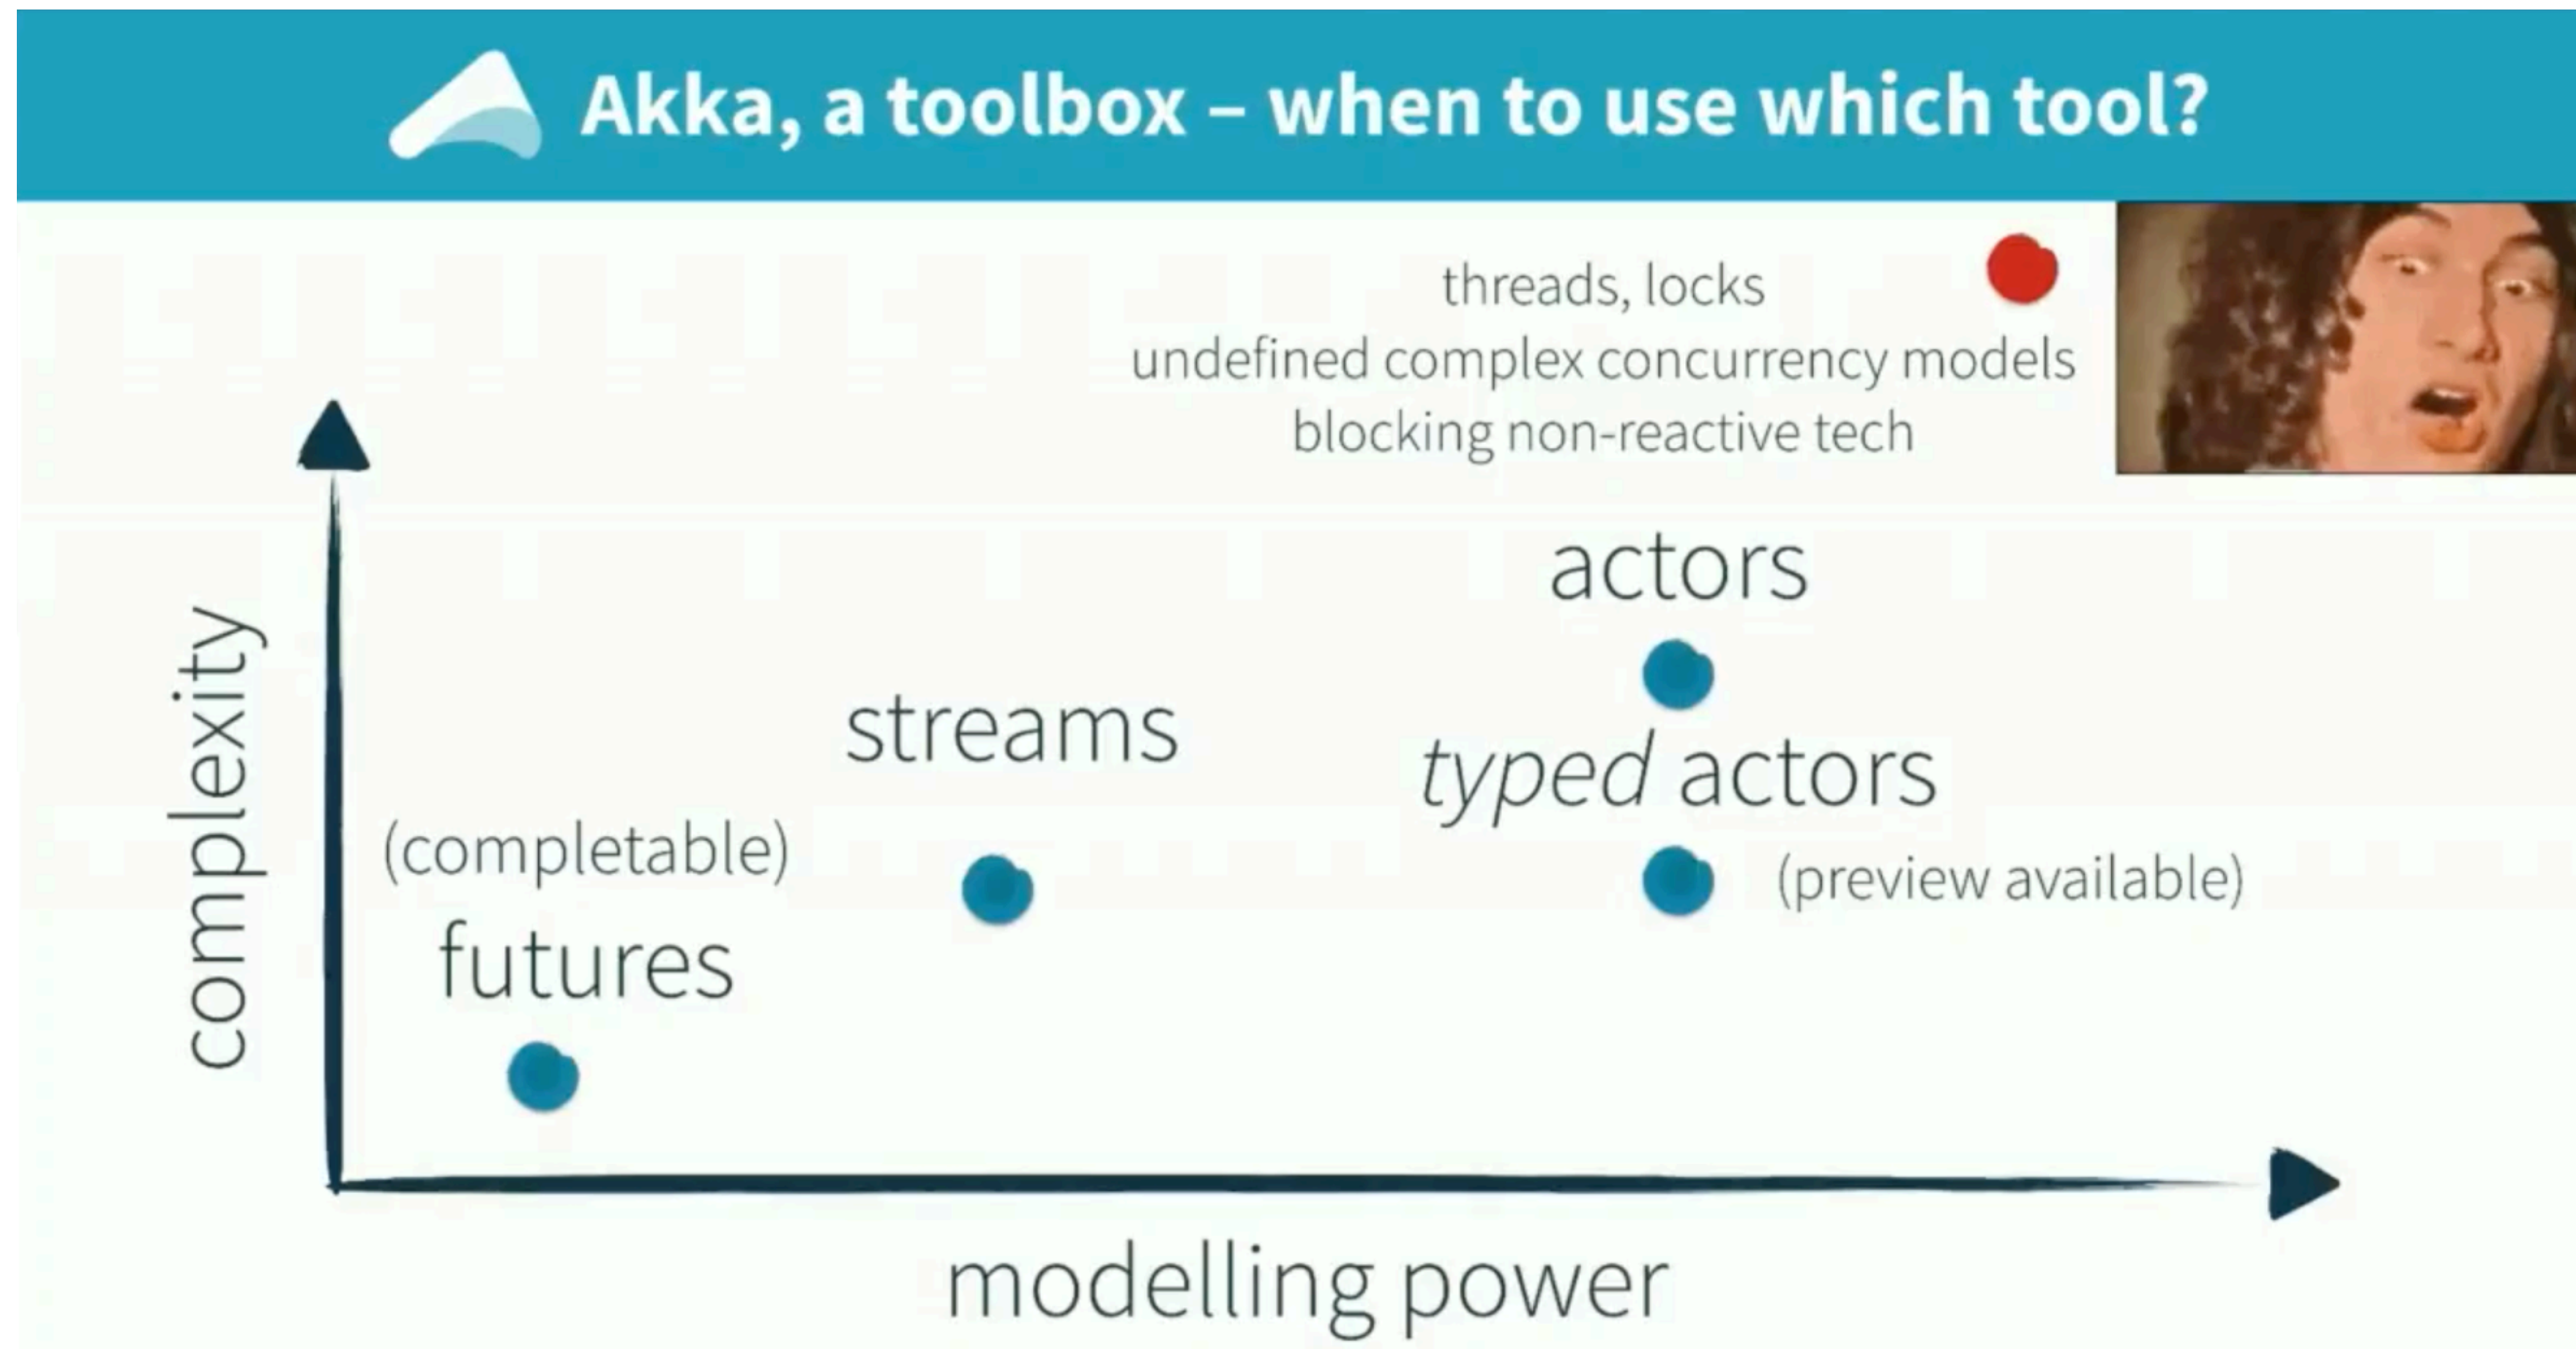 Akka, a toolbox – when to use which tool?
threads, locks
undefined complex concurrency models
blocking non-reactive tech
actors
streams
typed actors
(preview available)
(completable)
futures
complexity
modelling power